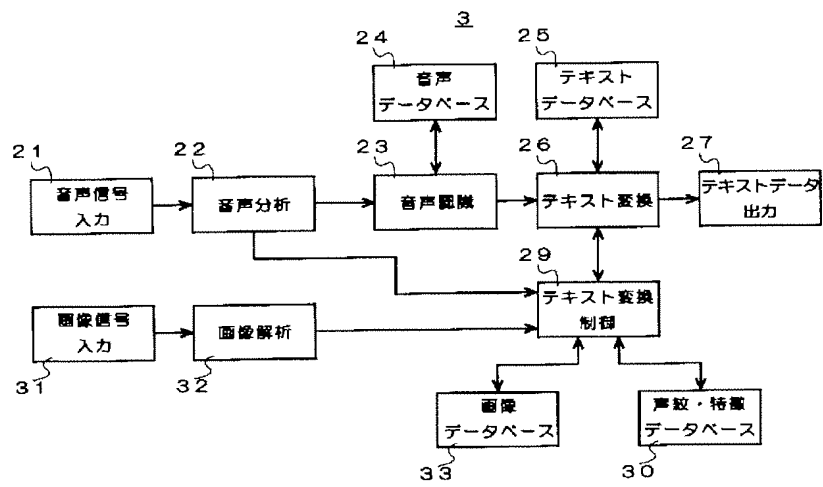 3
24
音声
データベース
25
テキスト
データベース
21
音声信号
入力
22
音声分析
23
音声認識
26
テキスト変換
27
テキストデータ
出力
29
テキスト変換
制御
画像信号
入力
31
画像解析
32
画像
データベース
33
声紋・特徴
データベース
30